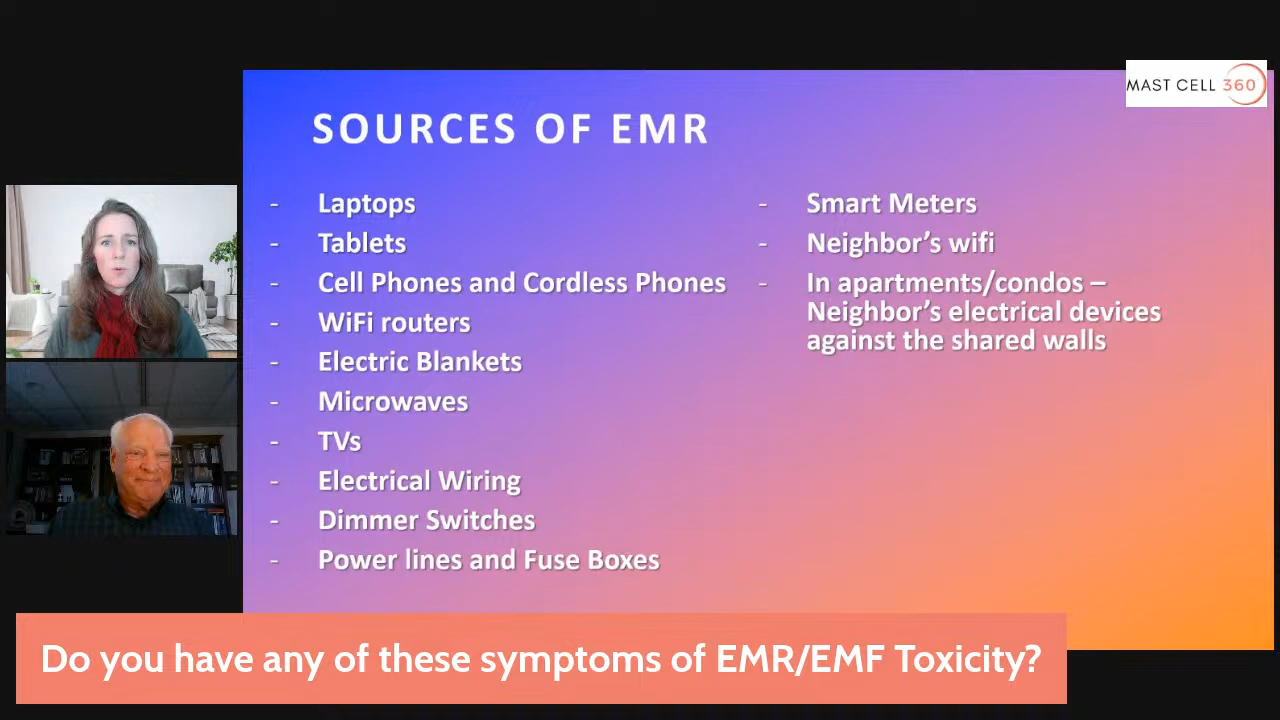 MAST CELL 360
SOURCES OF EMR
- Laptops
- Tablets
- Cell Phones and Cordless Phones
- WiFi routers
- Electric Blankets
- Microwaves
- TVs
- Electrical Wiring
- Dimmer Switches
- Power lines and Fuse Boxes
- Smart Meters
- Neighbor’s wifi
- In apartments/condos –
Neighbor’s electrical devices
against the shared walls
Do you have any of these symptoms of EMR/EMF Toxicity?